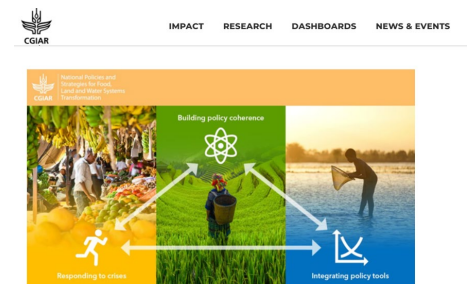 CGIAR
IMPACT RESEARCH DASHBOARDS NEWS & EVENTS
CGIAR
National Policies and
Strategies for Food,
Land and Water Systems
Transformation
Building policy coherence
Responding to crises
Integrating policy tools